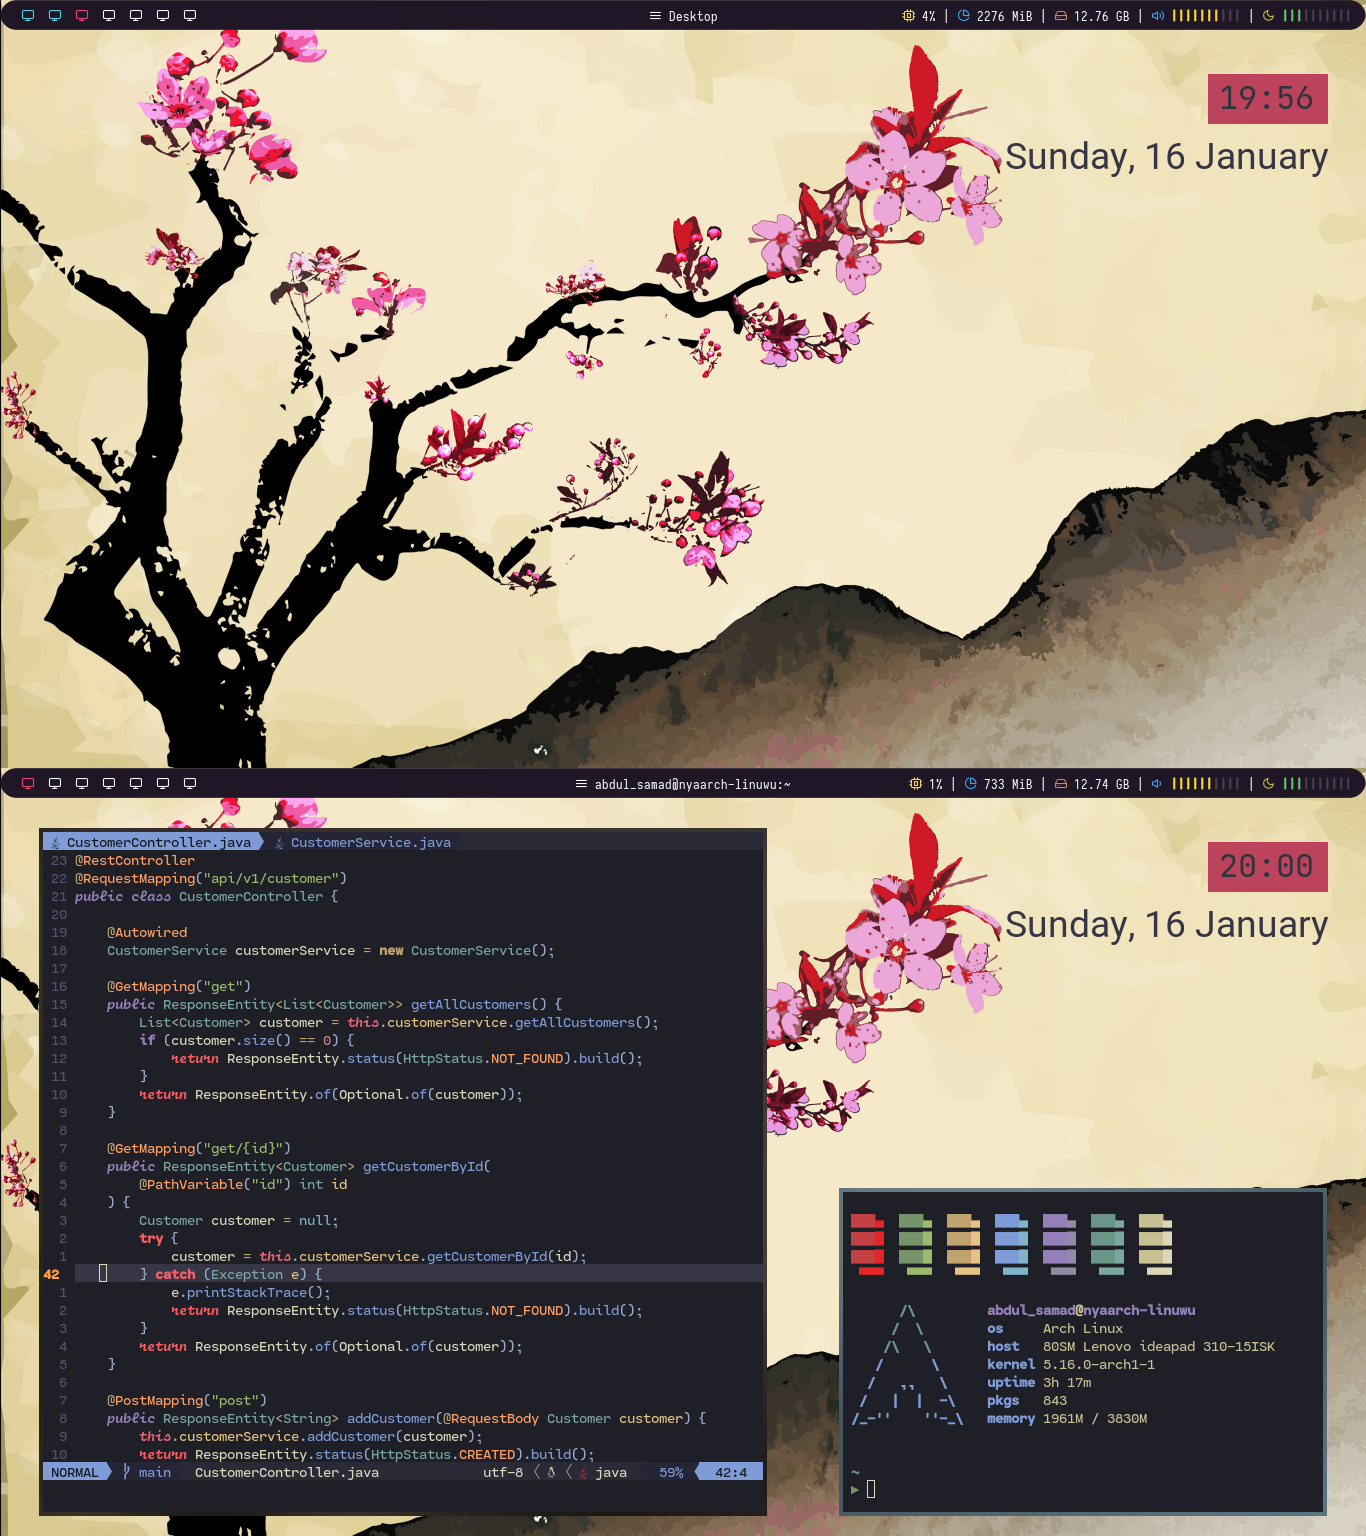 Desktop
4% | 2276 MiB | 12.76 GB | |
19:56
Sunday, 16 January
abdul_samad@nyaarch-linuwu:~
1% | 733 MiB | 12.74 GB | |
20:00
Sunday, 16 January
CustomerController.java CustomerService.java
23 @RestController
22 @RequestMapping("api/v1/customer")
21 public class CustomerController {
20
19 @Autowired
18 CustomerService customerService = new CustomerService();
17
16 @GetMapping("get")
15 public ResponseEntity<List<Customer>> getAllCustomers() {
14 List<Customer> customer = this.customerService.getAllCustomers();
13 if (customer.size() == 0) {
12 return ResponseEntity.status(HttpStatus.NOT_FOUND).build();
11 }
10 return ResponseEntity.of(Optional.of(customer));
9 }
8
7 @GetMapping("get/{id}")
6 public ResponseEntity<Customer> getCustomerById(
5 @PathVariable("id") int id
4 ) {
3 Customer customer = null;
2 try {
1 customer = this.customerService.getCustomerById(id);
42 } catch (Exception e) {
1 e.printStackTrace();
2 return ResponseEntity.status(HttpStatus.NOT_FOUND).build();
3 }
4 return ResponseEntity.of(Optional.of(customer));
5 }
6
7 @PostMapping("post")
8 public ResponseEntity<String> addCustomer(@RequestBody Customer customer) {
9 this.customerService.addCustomer(customer);
10 return ResponseEntity.status(HttpStatus.CREATED).build();
NORMAL main CustomerController.java utf-8 java 59% 42:4
abdul_samad@nyaarch-linuwu
os Arch Linux
host 80SM Lenovo ideapad 310-15ISK
kernel 5.16.0-arch1-1
uptime 3h 17m
pkgs 843
memory 1961M / 3830M
~